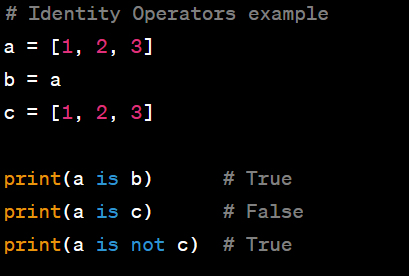 # Identity Operators example
a = [1, 2, 3]
b = a
c = [1, 2, 3]

print(a is b)      # True
print(a is c)      # False
print(a is not c)  # True